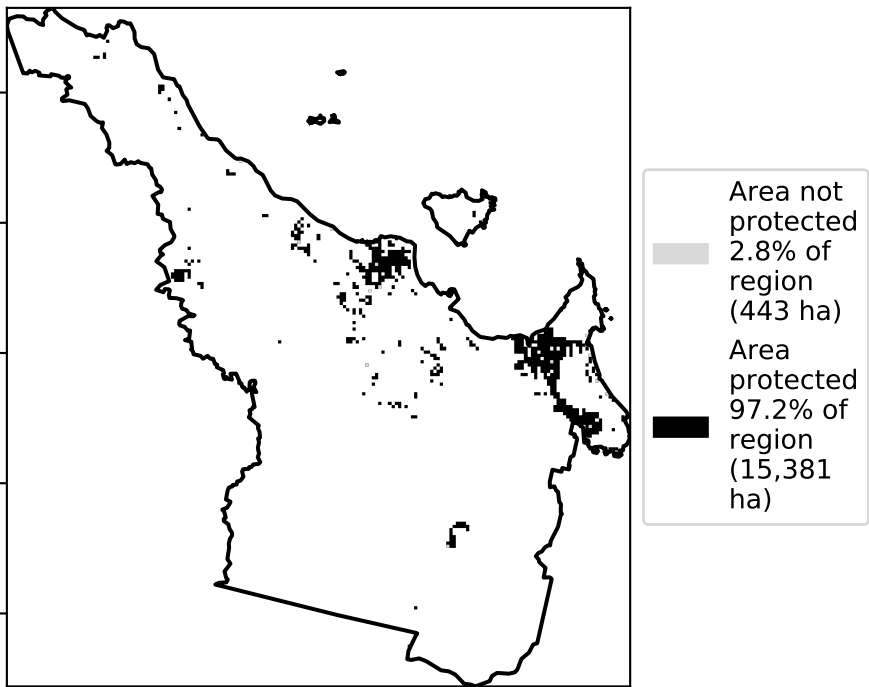 Area not
protected
2.8% of
region
(443 ha)
Area
protected
97.2% of
region
(15,381
ha)